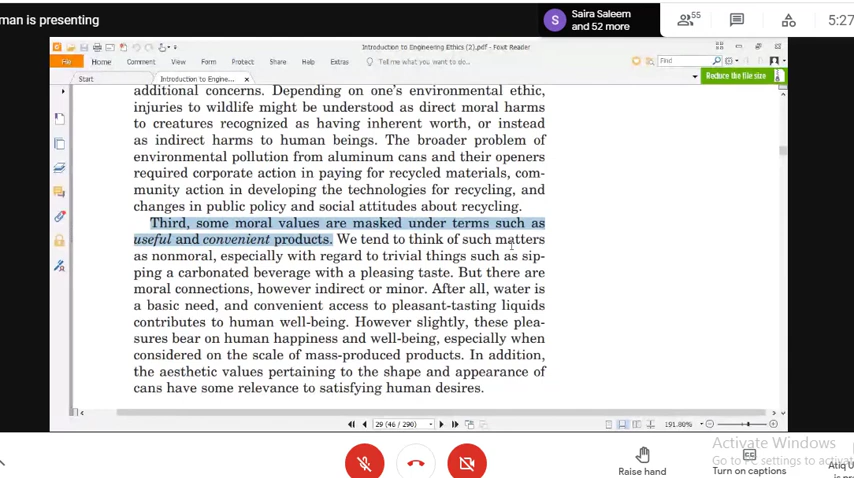 man is presenting
S
Saira Saleem
and 52 more
55
5:27
Introduction to Engineering Ethics (2).pdf - Foxit Reader
File Home Comment View Form Protect Share Help Extras Tell me what you want to do.. Find
Start Introduction to Engine... Reduce the file size
additional concerns. Depending on one's environmental ethic,
injuries to wildlife might be understood as direct moral harms
to creatures recognized as having inherent worth, or instead
as indirect harms to human beings. The broader problem of
environmental pollution from aluminum cans and their openers
required corporate action in paying for recycled materials, com-
munity action in developing the technologies for recycling, and
changes in public policy and social attitudes about recycling.
Third, some moral values are masked under terms such as
useful and convenient products. We tend to think of such matters
as nonmoral, especially with regard to trivial things such as sip-
ping a carbonated beverage with a pleasing taste. But there are
moral connections, however indirect or minor. After all, water is
a basic need, and convenient access to pleasant-tasting liquids
contributes to human well-being. However slightly, these plea-
sures bear on human happiness and well-being, especially when
considered on the scale of mass-produced products. In addition,
the aesthetic values pertaining to the shape and appearance of
cans have some relevance to satisfying human desires.
29 (46 / 290)
191.80%
Activate Windows
Go to PC settings to activat
Raise hand
Turn on captions
Atiq U
is pre